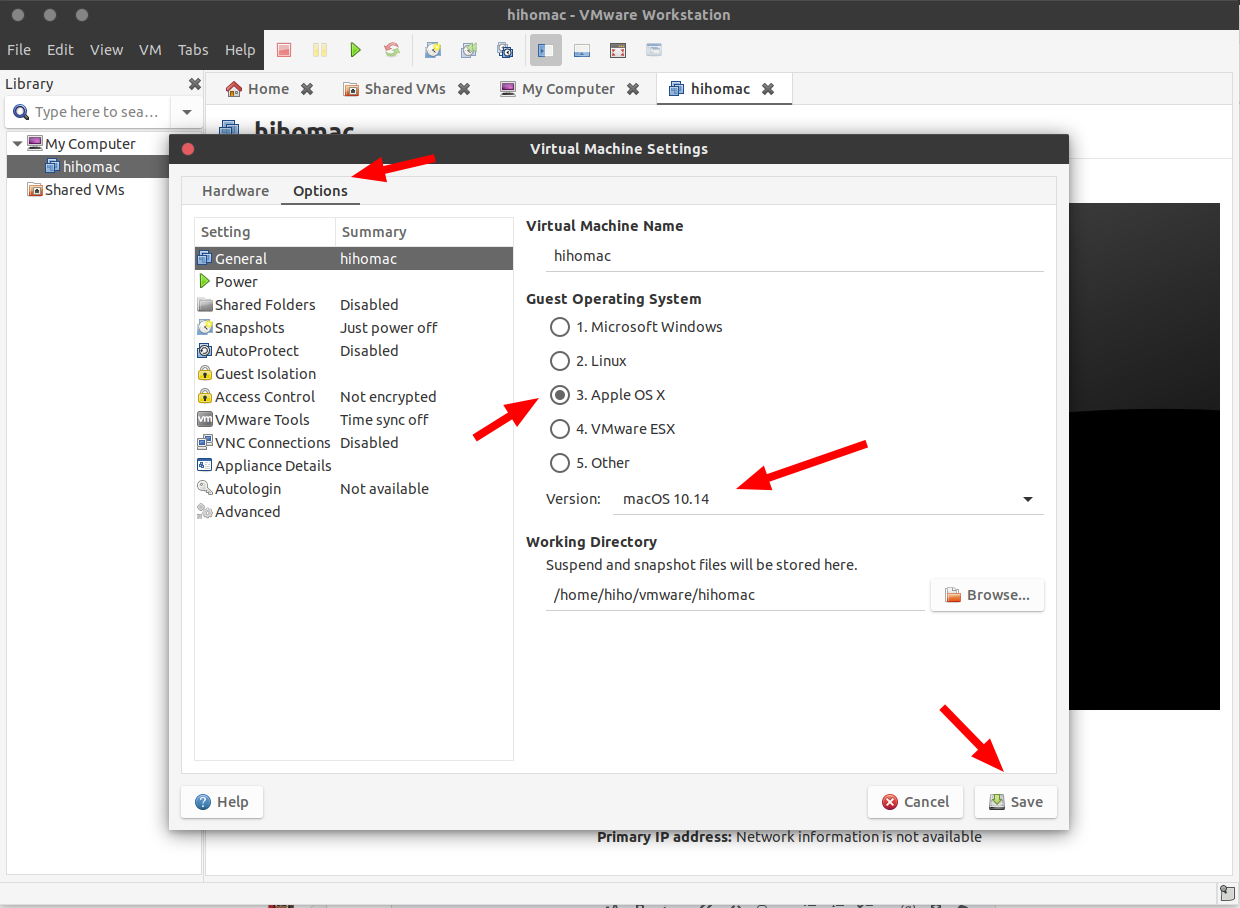 hihomac - VMware Workstation
File Edit View VM Tabs Help
Library
Type here to sea...
My Computer
hihomac
Shared VMs
Home Shared VMs My Computer hihomac
hihomac
Virtual Machine Settings
Hardware Options
Setting Summary
General hihomac
Power
Shared Folders Disabled
Snapshots Just power off
AutoProtect Disabled
Guest Isolation
Access Control Not encrypted
VMware Tools Time sync off
VNC Connections Disabled
Appliance Details
Autologin Not available
Advanced
Virtual Machine Name
hihomac
Guest Operating System
1. Microsoft Windows
2. Linux
3. Apple OS X
4. VMware ESX
5. Other
Version: macOS 10.14
Working Directory
Suspend and snapshot files will be stored here.
/home/hiho/vmware/hihomac Browse...
Help Cancel Save
Primary IP address: Network information is not available